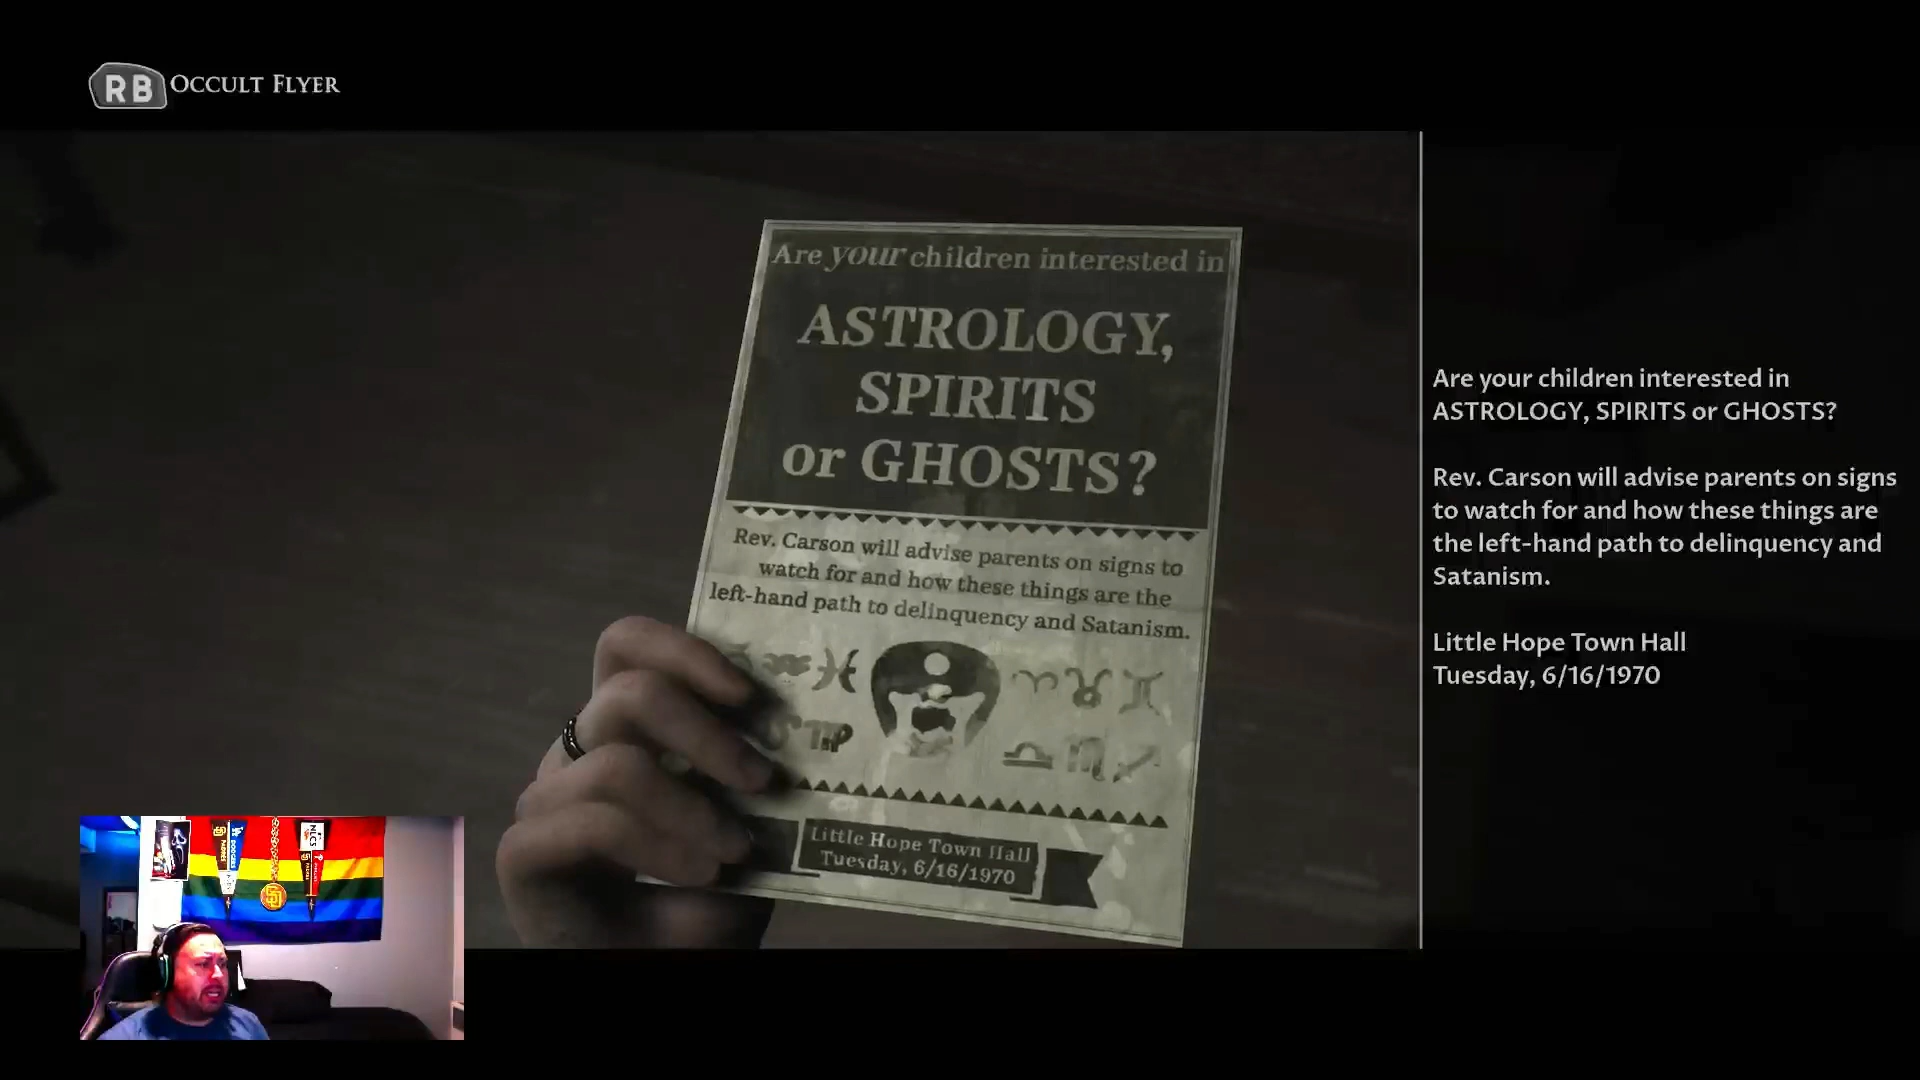 RB OCCULT FLYER
Are your children interested in
ASTROLOGY,
SPIRITS
or GHOSTS?
Rev. Carson will advise parents on signs to
watch for and how these things are the
left-hand path to delinquency and Satanism.
Little Hope Town Hall
Tuesday, 6/16/1970
Are your children interested in
ASTROLOGY, SPIRITS or GHOSTS?
Rev. Carson will advise parents on signs
to watch for and how these things are
the left-hand path to delinquency and
Satanism.
Little Hope Town Hall
Tuesday, 6/16/1970
PADRES
DODGERS
NLCS
SD